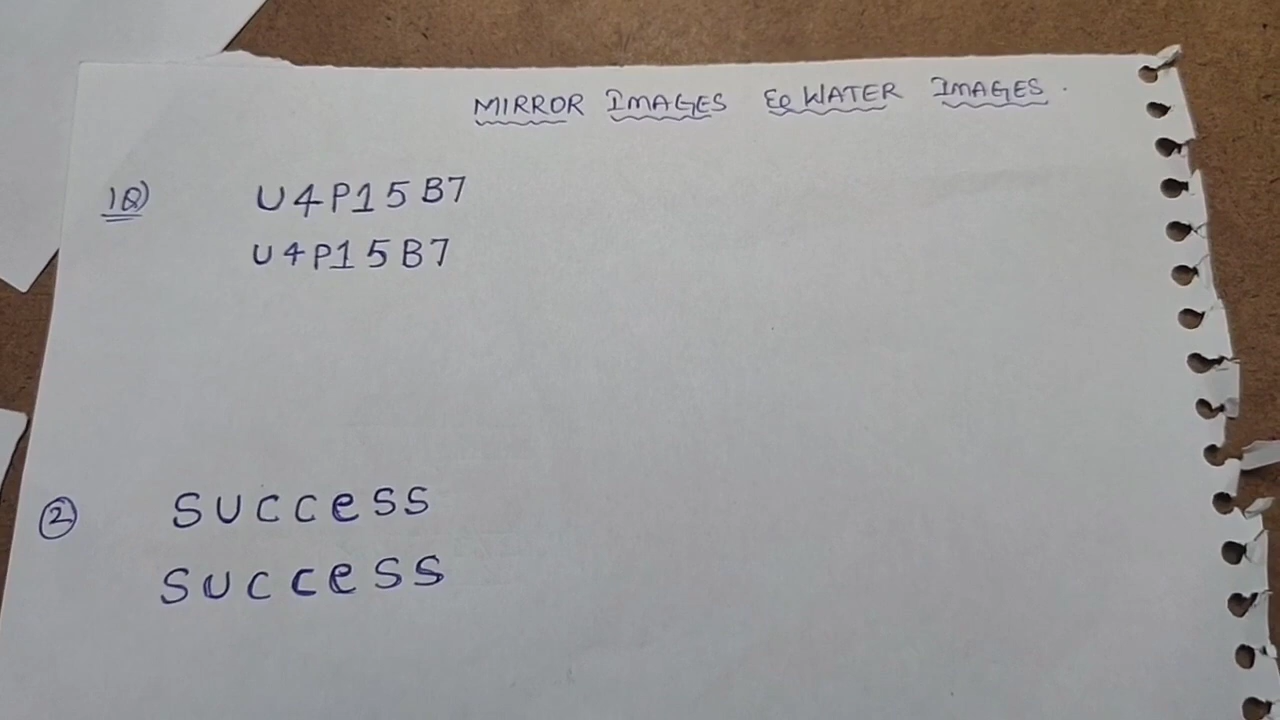 MIRROR IMAGES & WATER IMAGES.
1Q) U4P15B7
U4P15B7
② success
success